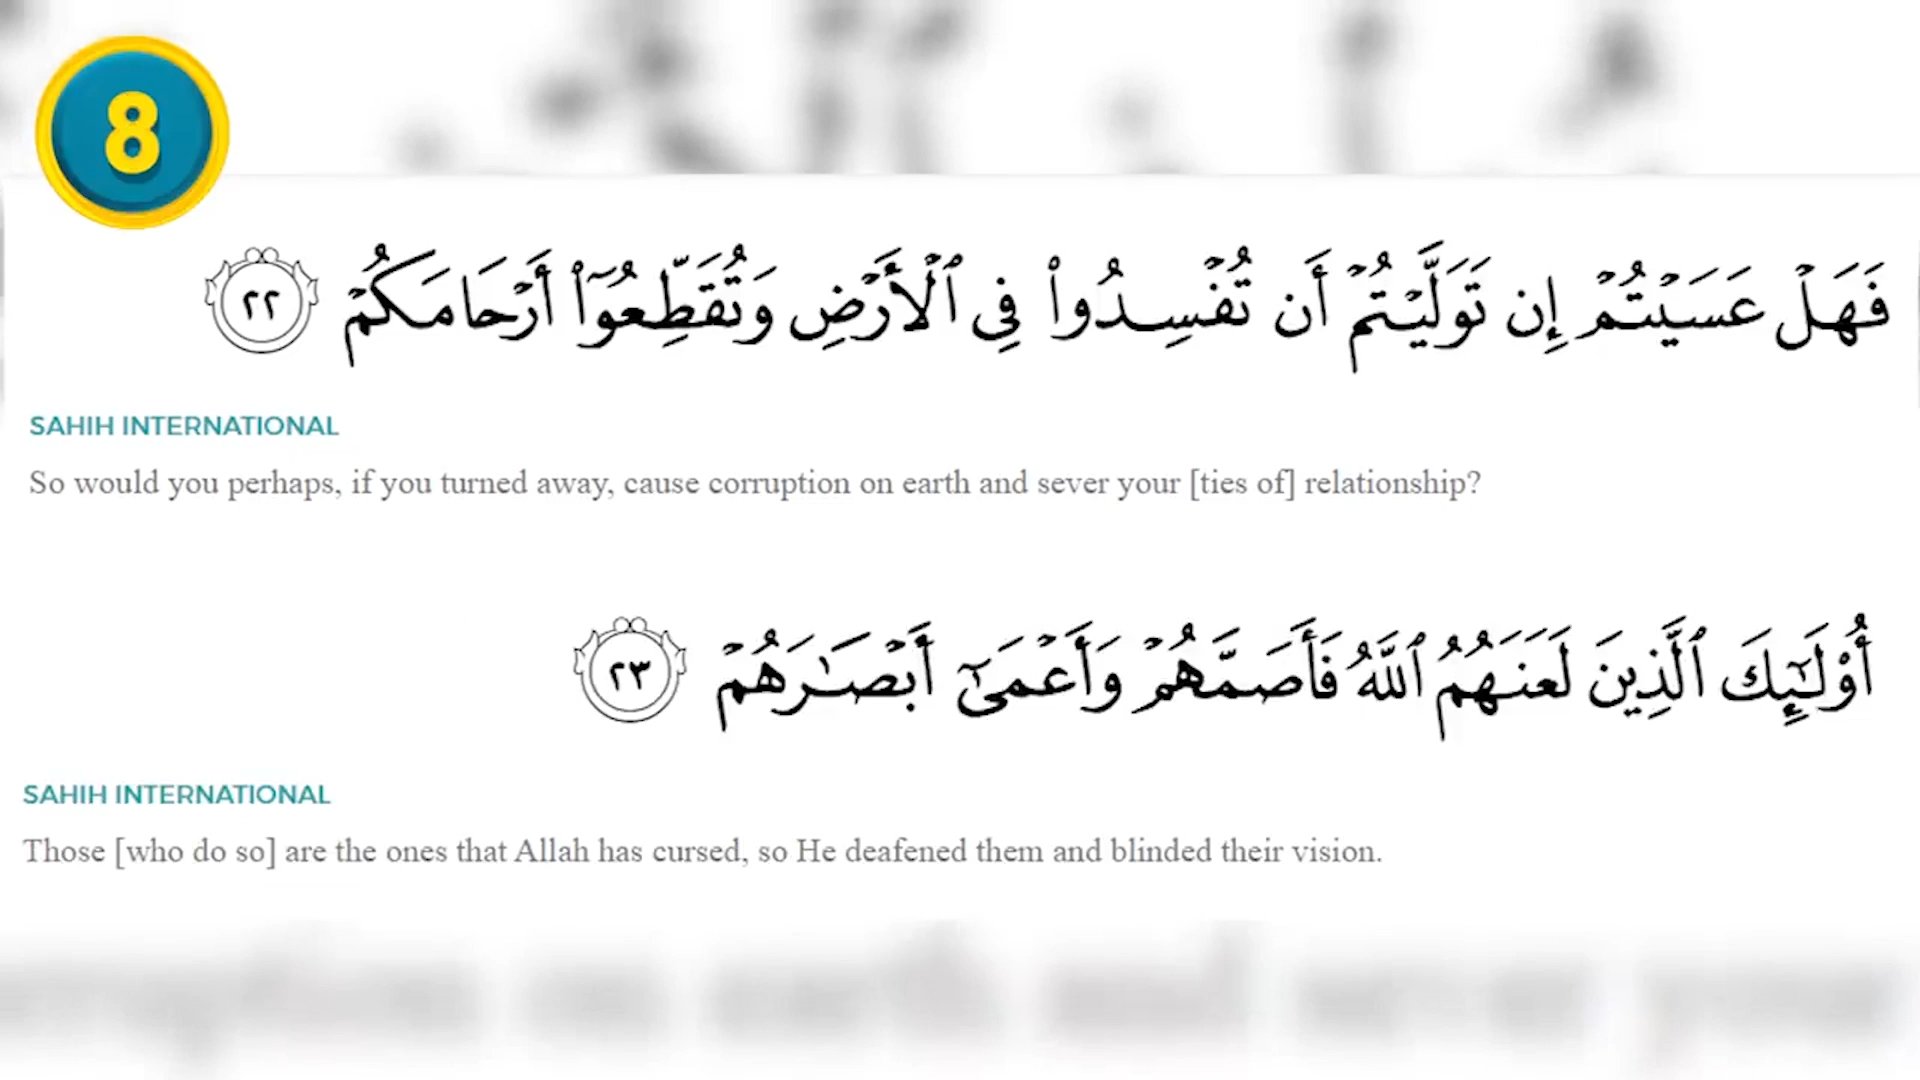 8
فَهَلْ عَسَيْتُمْ إِن تَوَلَّيْتُمْ أَن تُفْسِدُوا۟ فِى ٱلْأَرْضِ وَتُقَطِّعُوٓا۟ أَرْحَامَكُمْ ٢٢
SAHIH INTERNATIONAL
So would you perhaps, if you turned away, cause corruption on earth and sever your [ties of] relationship?
أُو۟لَـٰٓئِكَ ٱلَّذِينَ لَعَنَهُمُ ٱللَّهُ فَأَصَمَّهُمْ وَأَعْمَىٰٓ أَبْصَـٰرَهُمْ ٢٣
SAHIH INTERNATIONAL
Those [who do so] are the ones that Allah has cursed, so He deafened them and blinded their vision.